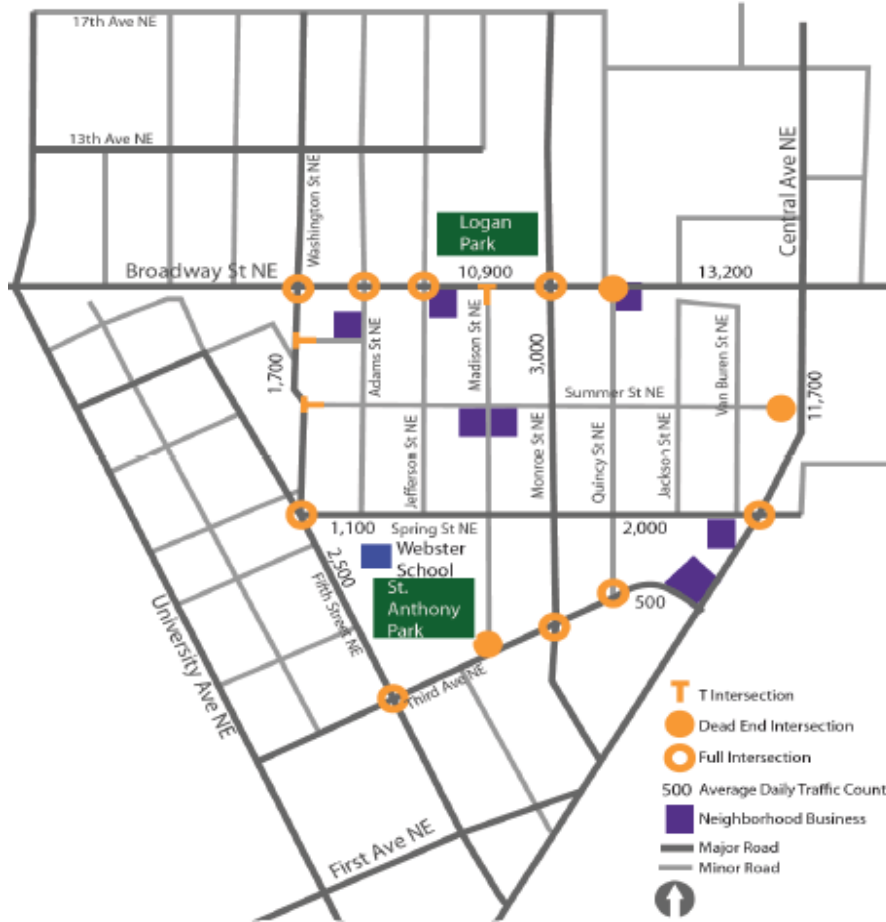 17th Ave NE
13th Ave NE
Washington St NE
Central Ave NE
Logan
Park
Broadway St NE
10,900
13,200
1,700
Adams St NE
Madison St NE
3,000
Van Buren St NE
11,700
Summer St NE
Jefferson St NE
Monroe St NE
Quincy St NE
Jackson St NE
1,100
Spring St NE
2,000
Webster
School
2,500
Fifth Street NE
St.
Anthony
Park
500
University Ave NE
Third Ave NE
First Ave NE
T Intersection
Dead End Intersection
Full Intersection
500 Average Daily Traffic Count
Neighborhood Business
Major Road
Minor Road